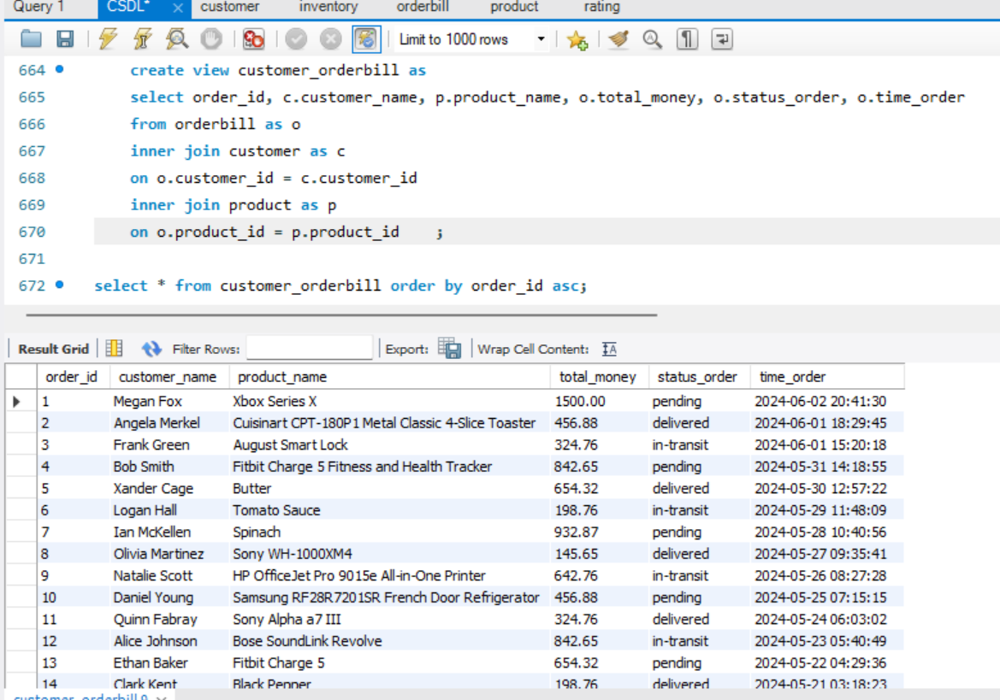 Query 1 CSDL* × customer inventory orderbill product rating
Limit to 1000 rows
664 create view customer_orderbill as
665 select order_id, c.customer_name, p.product_name, o.total_money, o.status_order, o.time_order
666 from orderbill as o
667 inner join customer as c
668 on o.customer_id = c.customer_id
669 inner join product as p
670 on o.product_id = p.product_id ;
671
672 select * from customer_orderbill order by order_id asc;
Result Grid Filter Rows: Export: Wrap Cell Content: IA
order_id customer_name product_name total_money status_order time_order
1 Megan Fox Xbox Series X 1500.00 pending 2024-06-02 20:41:30
2 Angela Merkel Cuisinart CPT-180P1 Metal Classic 4-Slice Toaster 456.88 delivered 2024-06-01 18:29:45
3 Frank Green August Smart Lock 324.76 in-transit 2024-06-01 15:20:18
4 Bob Smith Fitbit Charge 5 Fitness and Health Tracker 842.65 pending 2024-05-31 14:18:55
5 Xander Cage Butter 654.32 delivered 2024-05-30 12:57:22
6 Logan Hall Tomato Sauce 198.76 in-transit 2024-05-29 11:48:09
7 Ian McKellen Spinach 932.87 pending 2024-05-28 10:40:56
8 Olivia Martinez Sony WH-1000XM4 145.65 delivered 2024-05-27 09:35:41
9 Natalie Scott HP OfficeJet Pro 9015e All-in-One Printer 642.76 in-transit 2024-05-26 08:27:28
10 Daniel Young Samsung RF28R7201SR French Door Refrigerator 456.88 pending 2024-05-25 07:15:15
11 Quinn Fabray Sony Alpha a7 III 324.76 delivered 2024-05-24 06:03:02
12 Alice Johnson Bose SoundLink Revolve 842.65 in-transit 2024-05-23 05:40:49
13 Ethan Baker Fitbit Charge 5 654.32 pending 2024-05-22 04:29:36
14 Clark Kent Black Pepper 198.76 delivered 2024-05-21 03:18:23
customer_orderbill 9 ×